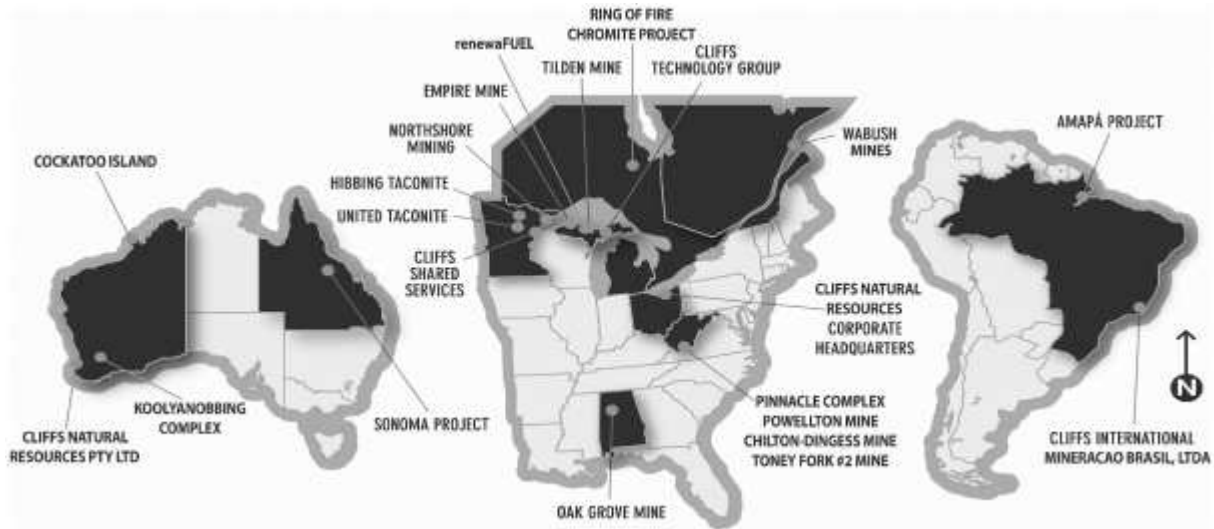 COCKATOO ISLAND
KOOLYANOBBING
COMPLEX
CLIFFS NATURAL
RESOURCES PTY LTD
SONOMA PROJECT
RING OF FIRE
CHROMITE PROJECT
renewaFUEL
TILDEN MINE
CLIFFS
TECHNOLOGY GROUP
EMPIRE MINE
NORTHSHORE
MINING
HIBBING TACONITE
UNITED TACONITE
CLIFFS
SHARED
SERVICES
WABUSH
MINES
CLIFFS NATURAL
RESOURCES
CORPORATE
HEADQUARTERS
PINNACLE COMPLEX
POWELLTON MINE
CHILTON-DINGESS MINE
TONEY FORK #2 MINE
OAK GROVE MINE
AMAPÁ PROJECT
CLIFFS INTERNATIONAL
MINERACAO BRASIL, LTDA
N